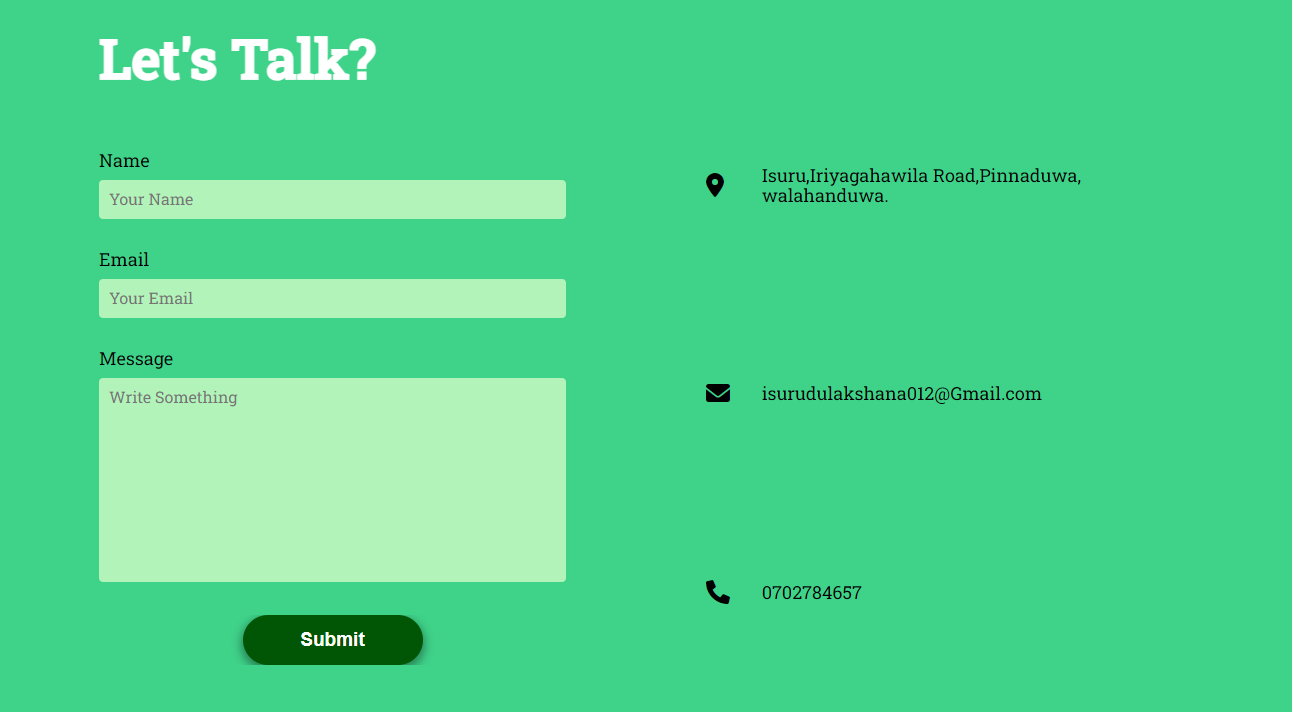 Let's Talk?
Name
Your Name
Email
Your Email
Message
Write Something
Submit
Isuru,Iriyagahawila Road,Pinnaduwa,
walahanduwa.
isurudulakshana012@Gmail.com
0702784657